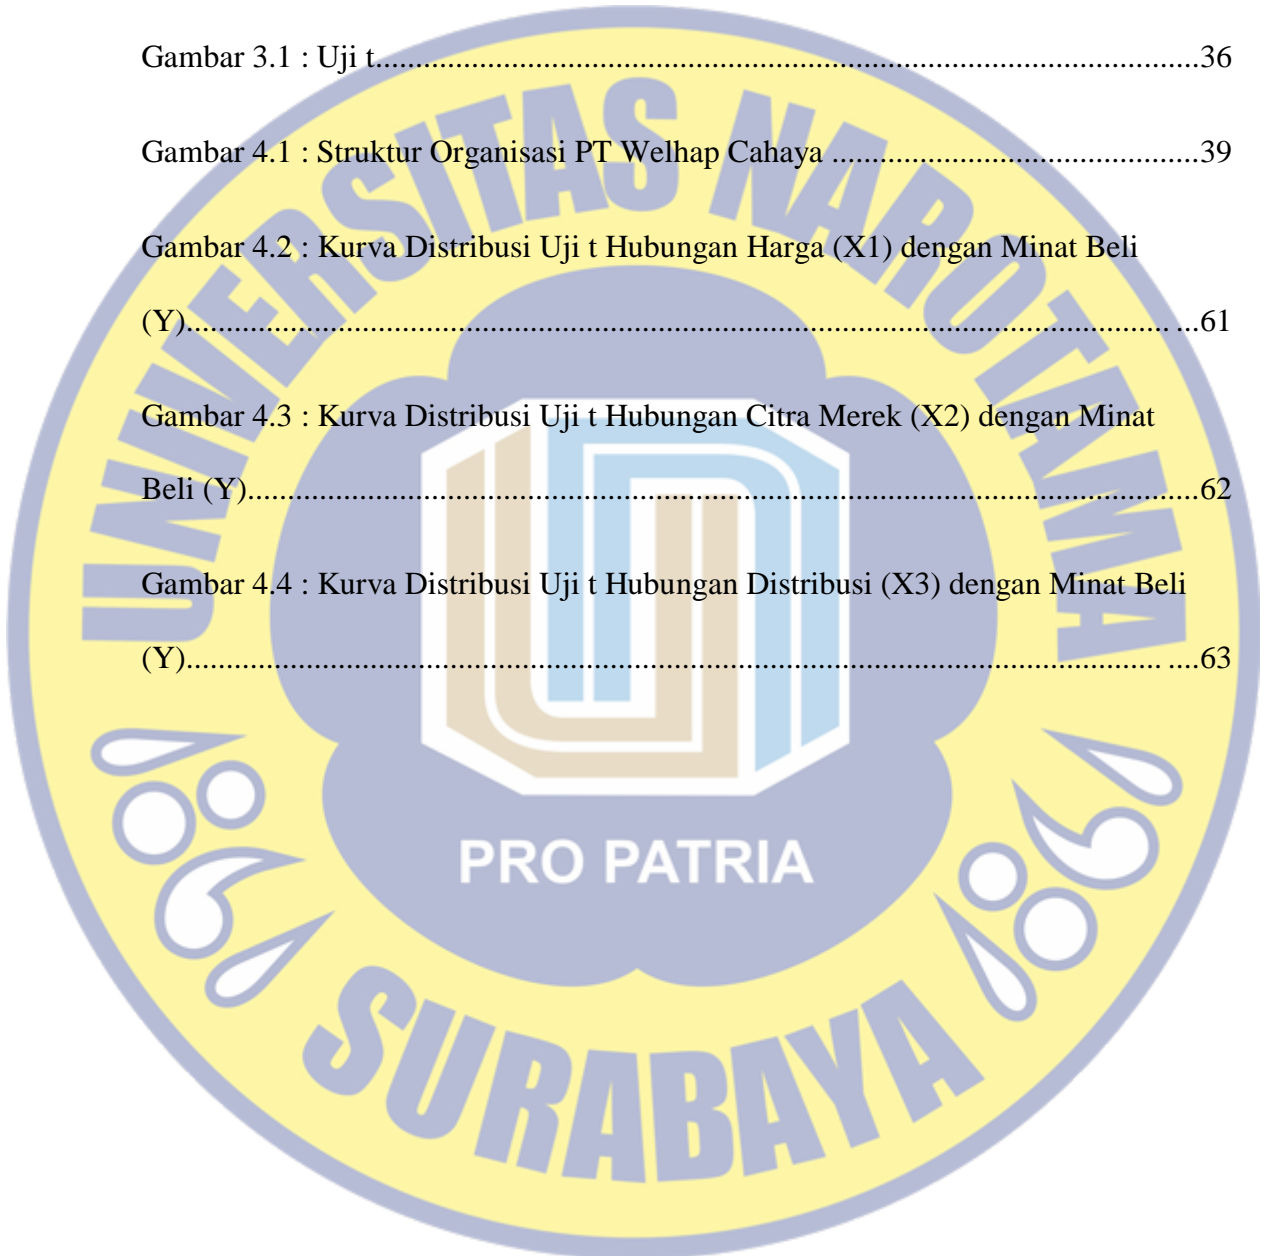 Gambar 3.1 : Uji t.......................................................................................................36
Gambar 4.1 : Struktur Organisasi PT Welhap Cahaya ..............................................39
Gambar 4.2 : Kurva Distribusi Uji t Hubungan Harga (X1) dengan Minat Beli
(Y)........................................................................................................................... ...61
Gambar 4.3 : Kurva Distribusi Uji t Hubungan Citra Merek (X2) dengan Minat
Beli (Y).......................................................................................................................62
Gambar 4.4 : Kurva Distribusi Uji t Hubungan Distribusi (X3) dengan Minat Beli
(Y).......................................................................................................................... ....63
UNIVERSITAS NAROTAMA
PRO PATRIA
SURABAYA
1981
1981